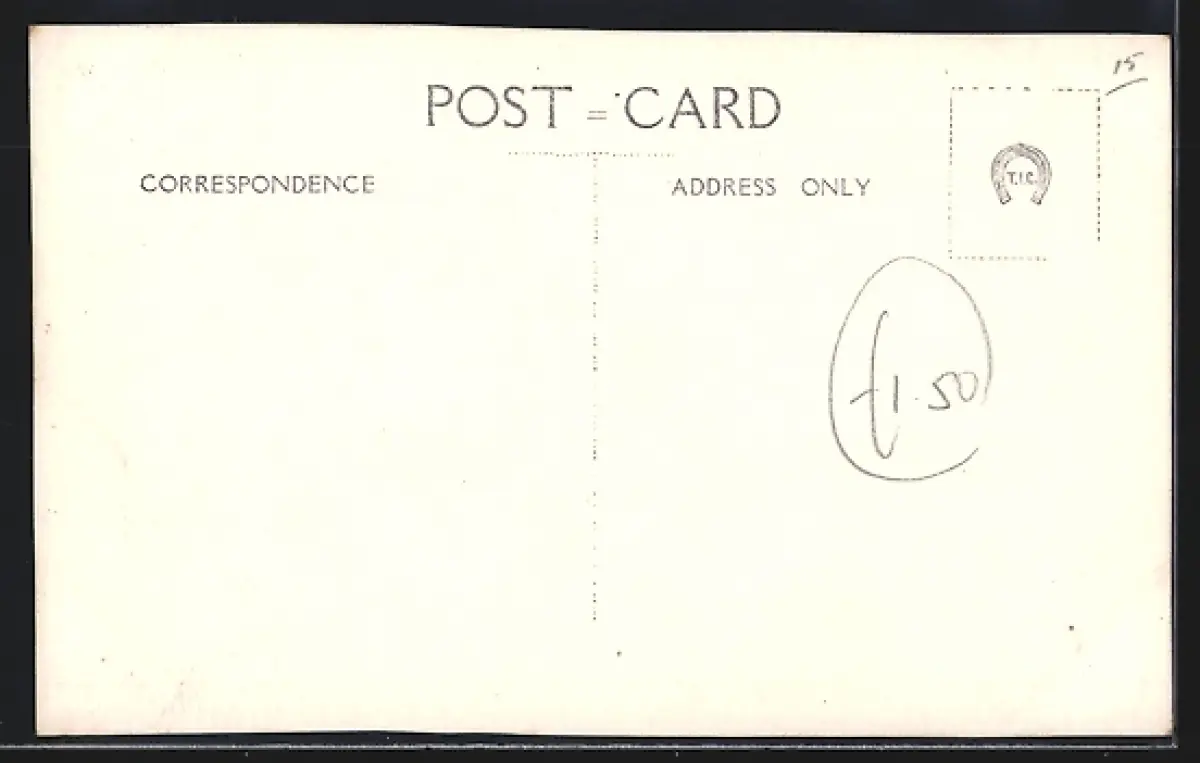 15
POST = CARD
CORRESPONDENCE
ADDRESS ONLY
T.I.C.
£1.50